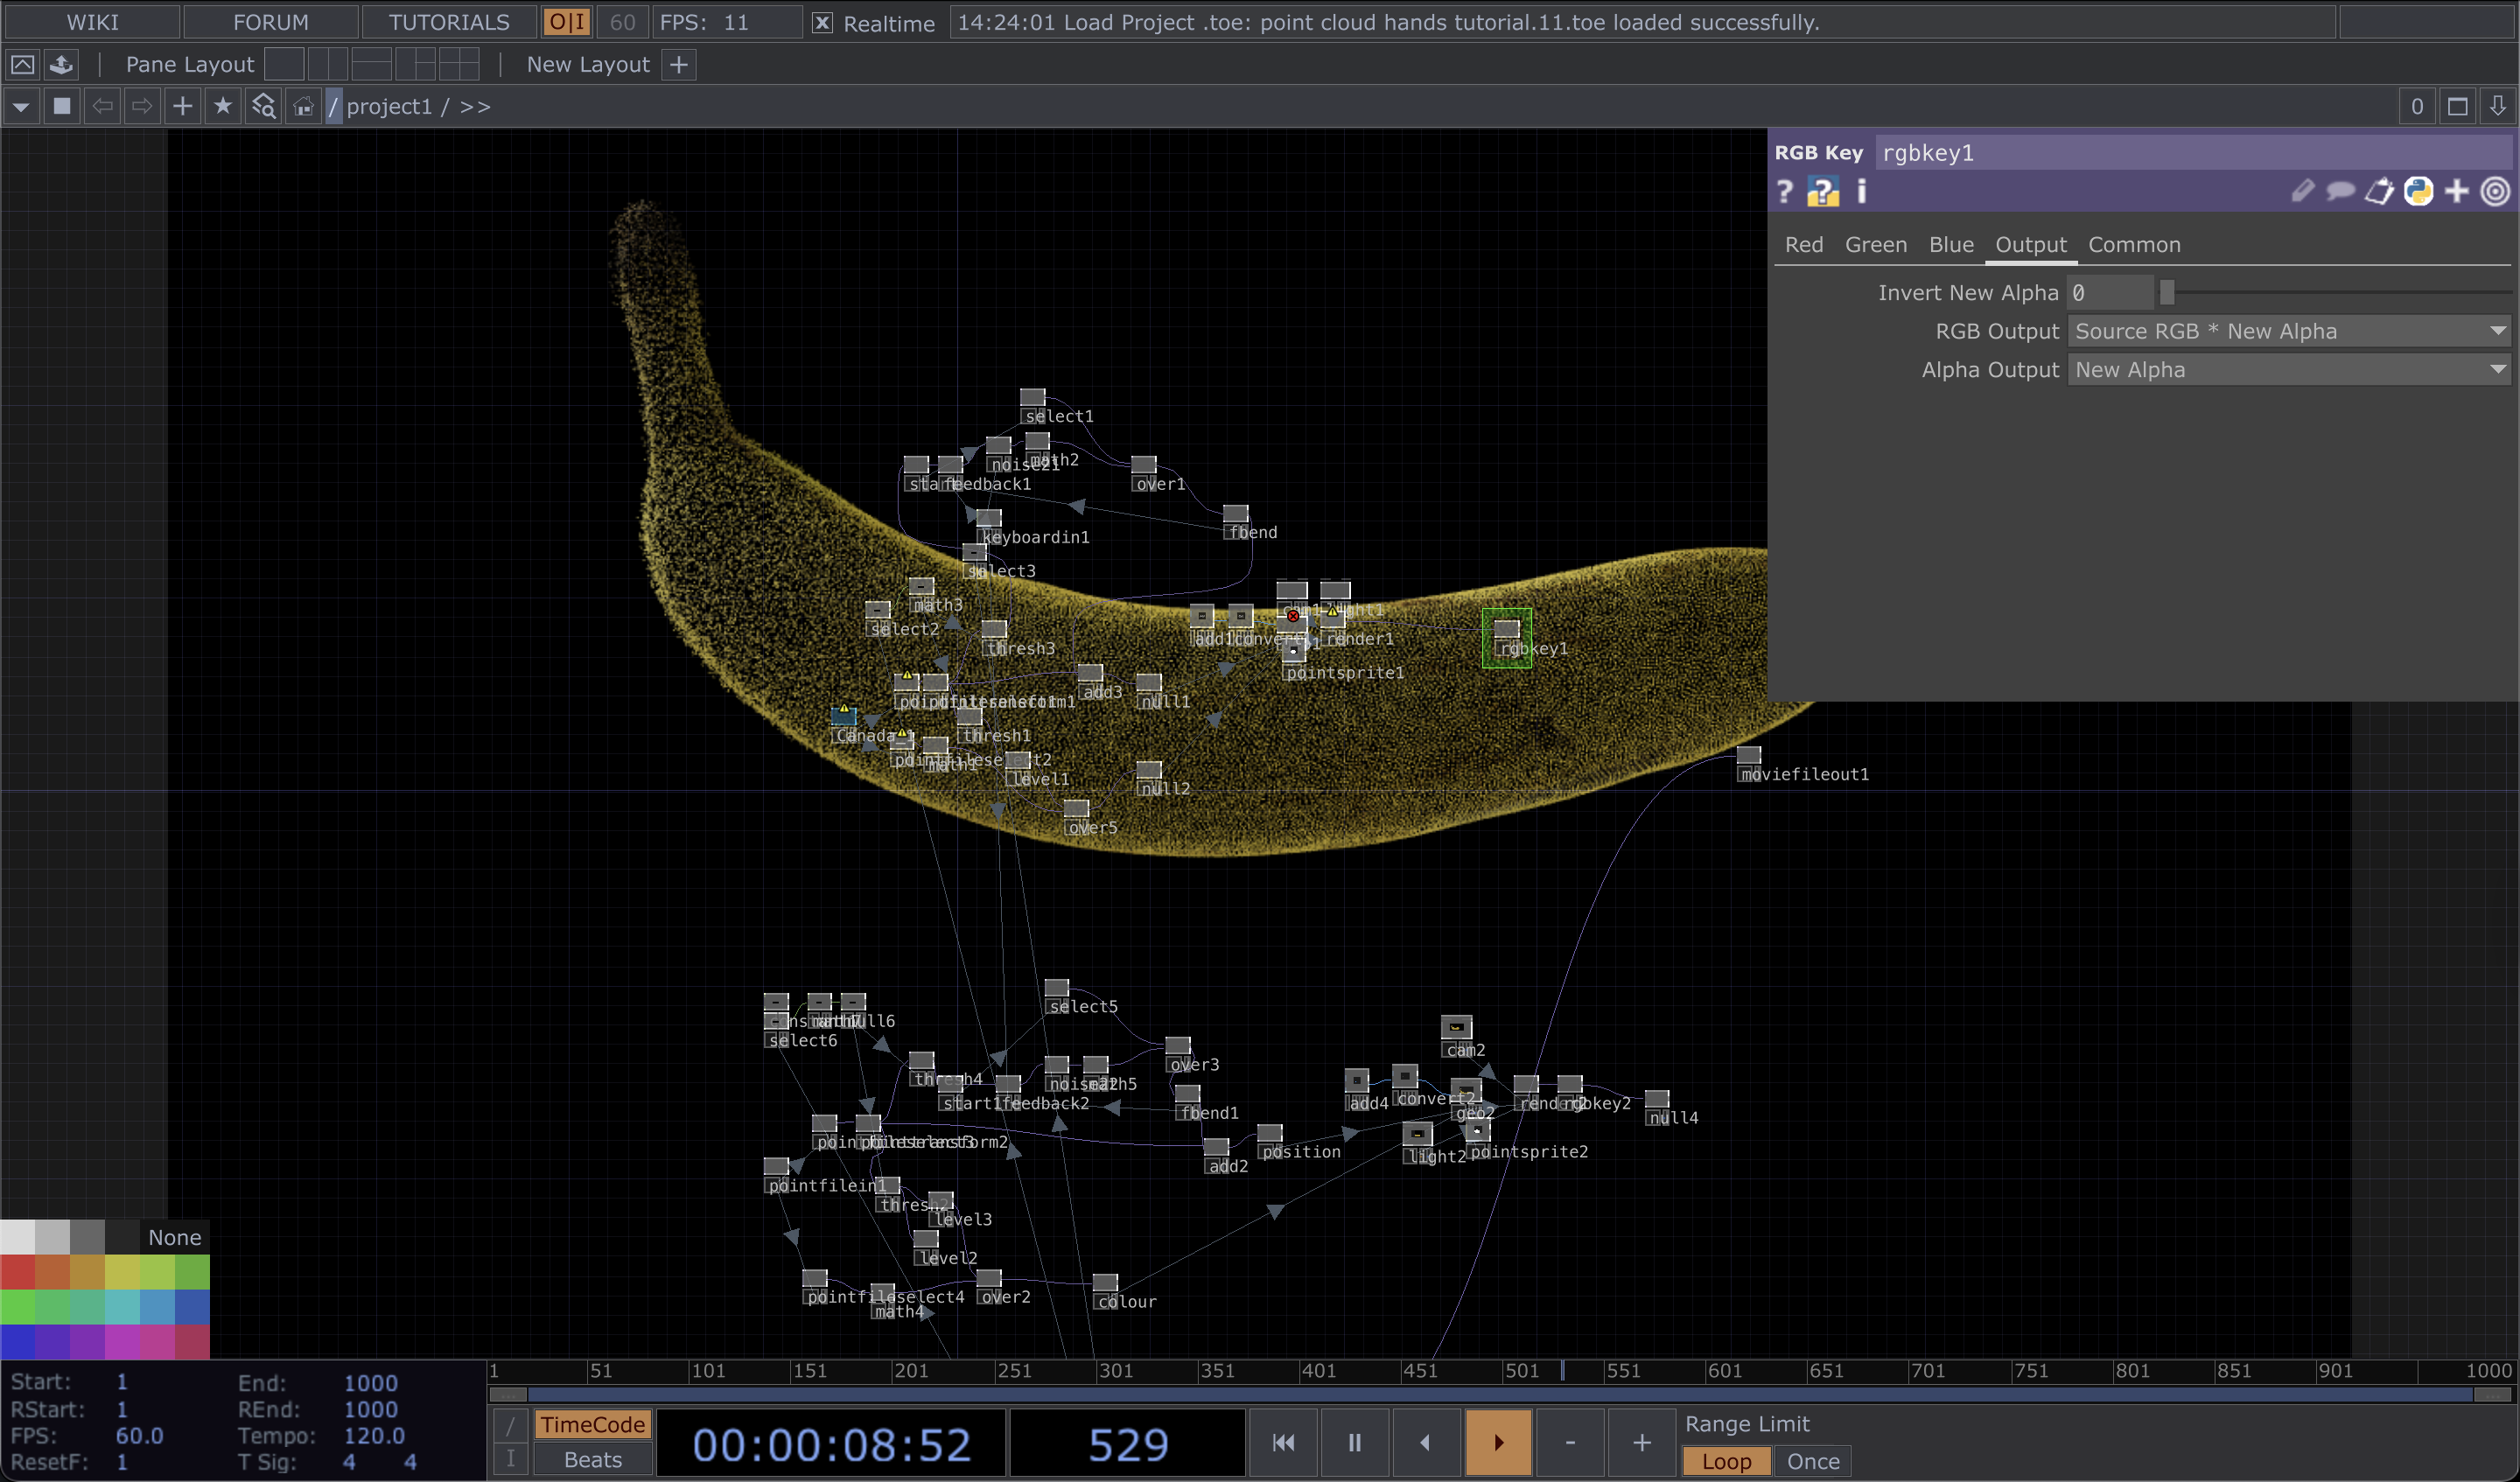 WIKI FORUM TUTORIALS O|I 60 FPS: 11 X Realtime 14:24:01 Load Project .toe: point cloud hands tutorial.11.toe loaded successfully.
Pane Layout New Layout +
/ project1 / >> 0
RGB Key rgbkey1
? ? i
Red Green Blue Output Common
Invert New Alpha 0
RGB Output Source RGB * New Alpha
Alpha Output New Alpha
select1
math2
feedback1
over1
fbend
keyboardin1
select3
math3
select2
light1
add1
render1
thresh3
rgbkey1
pointsprite1
add3
null1
thresh1
pointfileselect2
math1
level1
null2
moviefileout1
over5
select5
null6
select6
cam2
over3
thresh4
noise2
math5
start1
feedback2
add4
convert2
geo2
render2
rgbkey2
fbend1
null4
position
light2
pointsprite2
add2
pointfilein1
thresh2
level3
level2
pointfileselect4
math4
over2
colour
None
1 51 101 151 201 251 301 351 401 451 501 551 601 651 701 751 801 851 901 1000
Start: 1 End: 1000
RStart: 1 REnd: 1000
FPS: 60.0 Tempo: 120.0
ResetF: 1 T Sig: 4 4
/ TimeCode
I Beats
00:00:08:52 529
- +
Range Limit
Loop Once